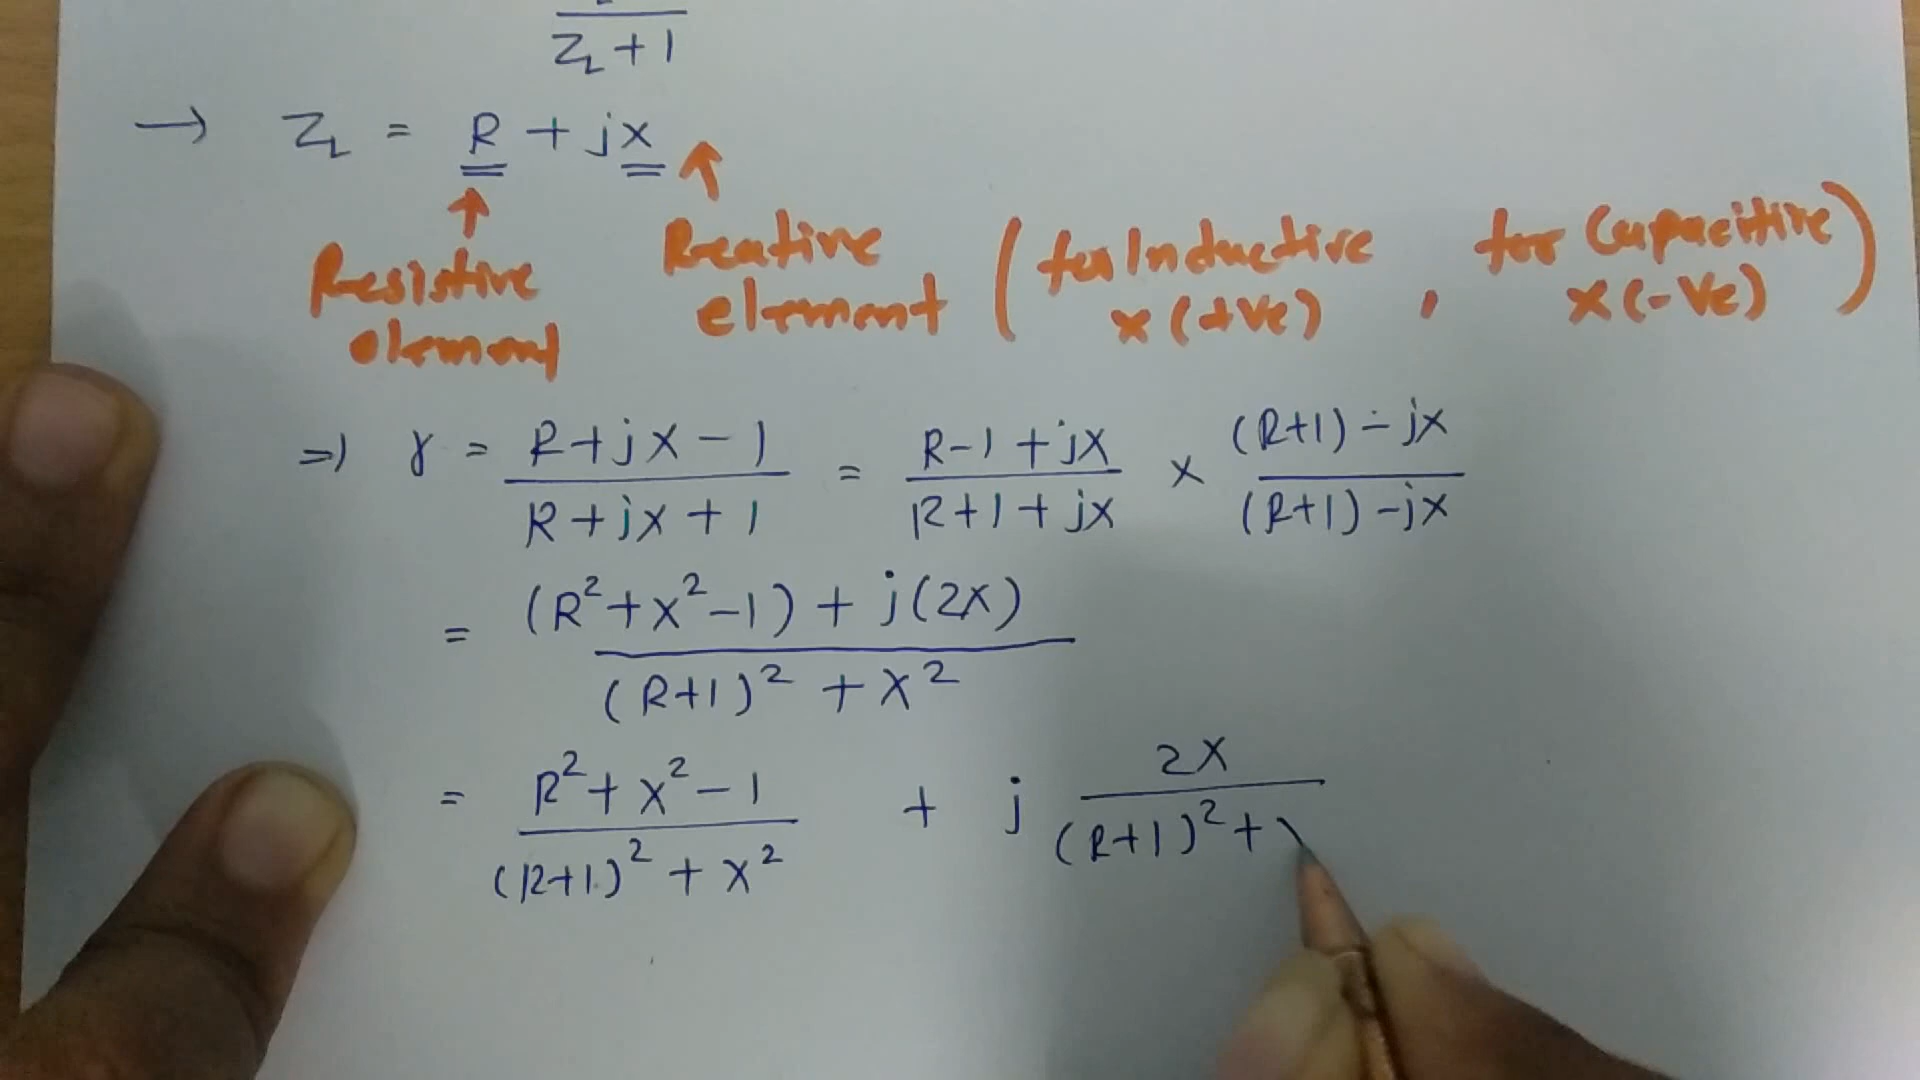 Z_L + 1
→ Z_L = R + jx
Resistive element
Reative element ( for Inductive x (+ve) , for Capacitive x (-ve) )
⇒ γ = (R+jX-1)/(R+jX+1) = (R-1+jX)/(R+1+jX) × ((R+1)-jX)/((R+1)-jX)
= ((R²+X²-1) + j(2X))/((R+1)² + X²)
= (R²+X²-1)/((R+1)² + X²) + j 2X/((R+1)² +